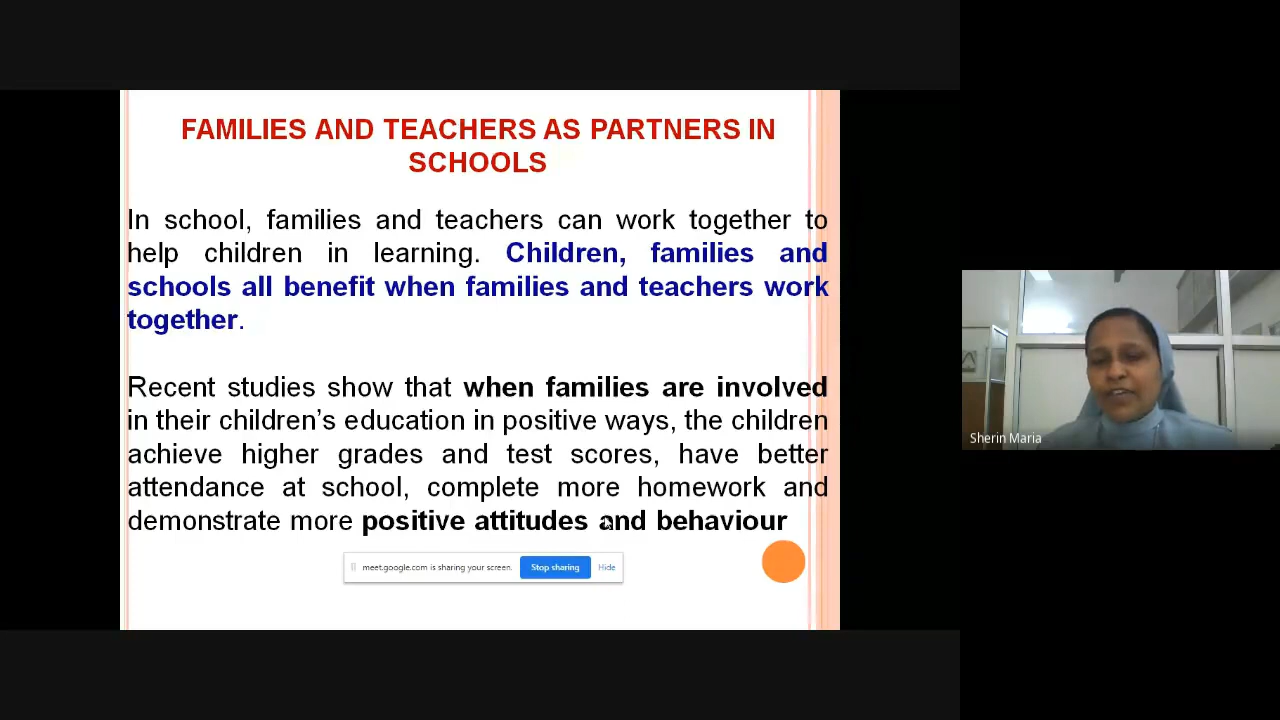 FAMILIES AND TEACHERS AS PARTNERS IN
SCHOOLS
In school, families and teachers can work together to
help children in learning. Children, families and
schools all benefit when families and teachers work
together.
Recent studies show that when families are involved
in their children's education in positive ways, the children
achieve higher grades and test scores, have better
attendance at school, complete more homework and
demonstrate more positive attitudes and behaviour
meet.google.com is sharing your screen. Stop sharing Hide
Sherin Maria